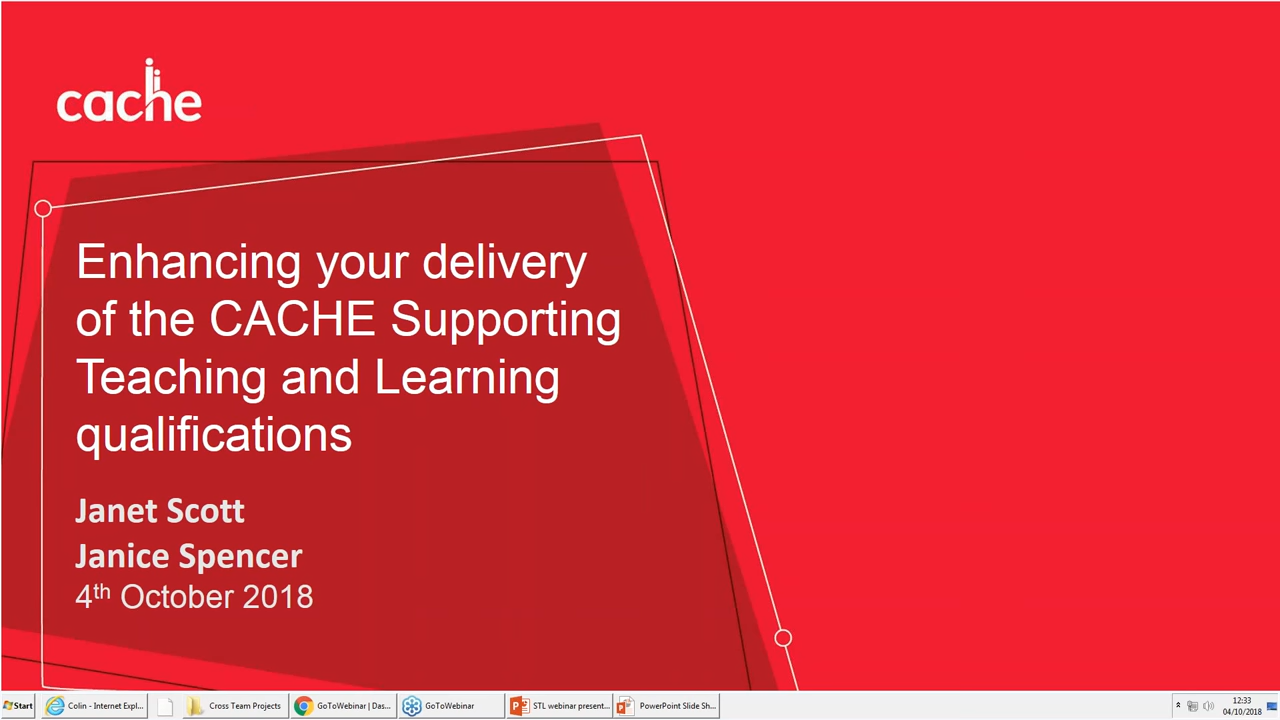 cache
Enhancing your delivery
of the CACHE Supporting
Teaching and Learning
qualifications
Janet Scott
Janice Spencer
4th October 2018
Start
Colin - Internet Expl...
Cross Team Projects
GoToWebinar | Das...
GoToWebinar
STL webinar present...
PowerPoint Slide Sh...
12:33
04/10/2018